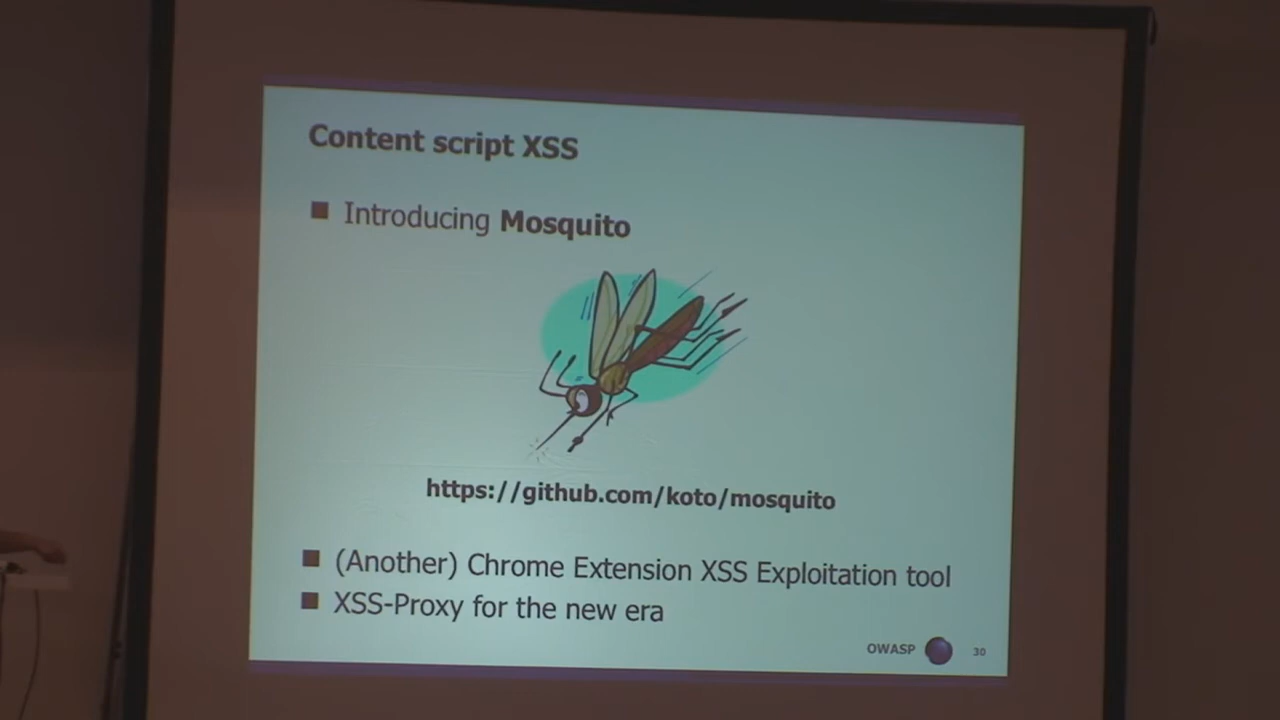 Content script XSS
Introducing Mosquito
https://github.com/koto/mosquito
(Another) Chrome Extension XSS Exploitation tool
XSS-Proxy for the new era
OWASP 30